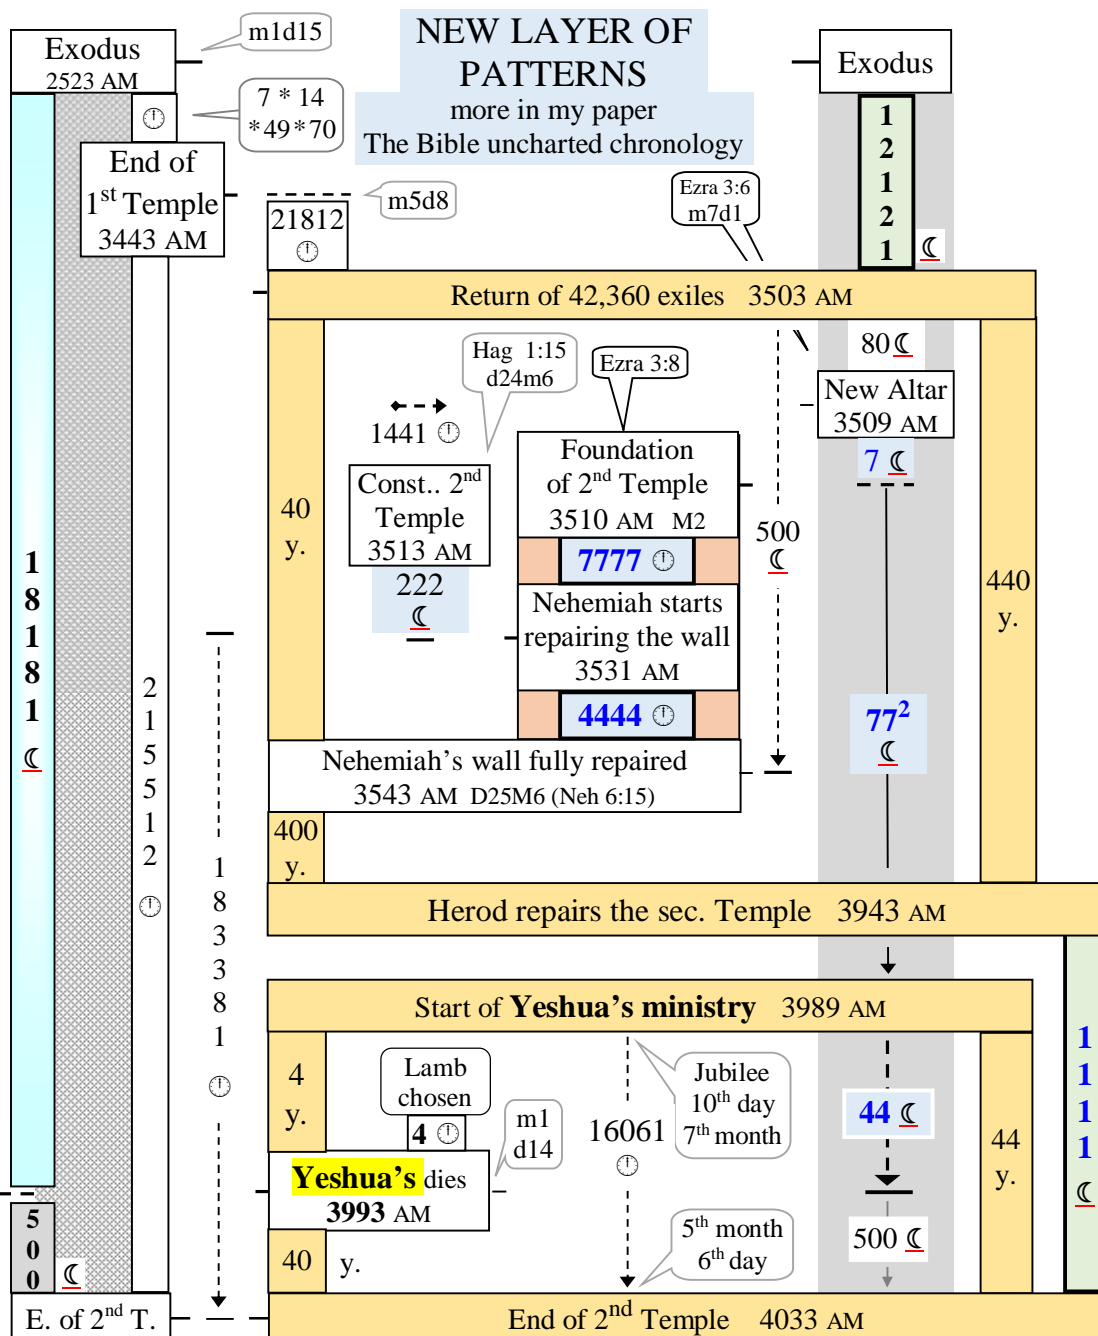 Exodus
2523 AM
m1d15
NEW LAYER OF
PATTERNS
more in my paper
The Bible uncharted chronology
Exodus
7 * 14
*49*70
End of
1st Temple
3443 AM
m5d8
21812
Ezra 3:6
m7d1
1
2
1
2
1
Return of 42,360 exiles 3503 AM
80
Hag 1:15
d24m6
Ezra 3:8
New Altar
3509 AM
7
1441
Foundation
of 2nd Temple
3510 AM M2
Const.. 2nd
Temple
3513 AM
222
40
y.
7777
500
440
y.
Nehemiah starts
repairing the wall
3531 AM
4444
77²
1
8
1
8
1
2
1
5
5
1
2
Nehemiah's wall fully repaired
3543 AM D25M6 (Neh 6:15)
400
y.
1
8
3
3
8
1
Herod repairs the sec. Temple 3943 AM
Start of Yeshua's ministry 3989 AM
4
y.
Lamb
chosen
4
m1
d14
16061
Jubilee
10th day
7th month
44
44
y.
1
1
1
1
Yeshua's dies
3993 AM
5
0
0
40 y.
5th month
6th day
500
E. of 2nd T.
End of 2nd Temple 4033 AM